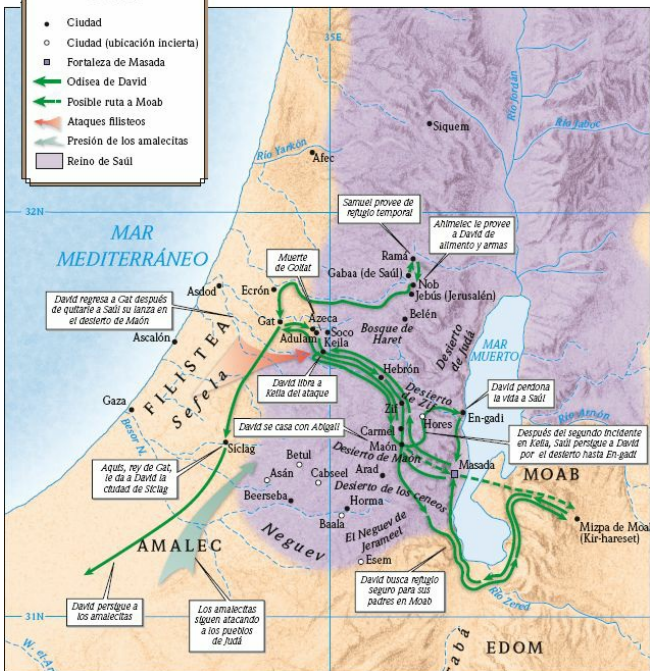 Ciudad
Ciudad (ubicación incierta)
Fortaleza de Masada
Odisea de David
Posible ruta a Moab
Ataques filisteos
Presión de los amalecitas
Reino de Saúl
35E
Siquem
Río Jordán
Río Jaboc
Río Yarkón
Afec
32N
MAR
MEDITERRÁNEO
Samuel provee de
refugio temporal
Ahimelec le provee
a David de
alimento y armas
Muerte
de Goliat
Ramá
Gabaa (de Saúl)
Nob
Jebús (Jerusalén)
Belén
David regresa a Gat después
de quitarle a Saúl su lanza en
el desierto de Maón
Asdod
Ecrón
Gat
Azeca
Soco
Adulam
Keila
Bosque de
Haret
Desierto
de Judá
MAR
MUERTO
Ascalón
FILISTEA
Sefela
Gaza
Besor N.
David libra a
Keila del ataque
Hebrón
Desierto
de Zif
Zif
Hores
David perdona
la vida a Saúl
En-gadi
Río Arnón
David se casa con Abigail
Carmel
Maón
Desierto de Maón
Después del segundo incidente
en Keila, Saúl persigue a David
por el desierto hasta En-gadi
Masada
MOAB
Aquis, rey de Gat,
le da a David la
ciudad de Siclag
Siclag
Betul
Asán
Cabseel
Arad
Desierto de los ceneos
Beerseba
Horma
Baala
Neguev
El Neguev de
Jerameel
Esem
Mizpa de Moa
(Kir-hareset)
AMALEC
David persigue a
los amalecitas
Los amalecitas
siguen atacando
a los pueblos
de Judá
David busca refugio
seguro para sus
padres en Moab
Río Zered
31N
W. el-A
abá
EDOM